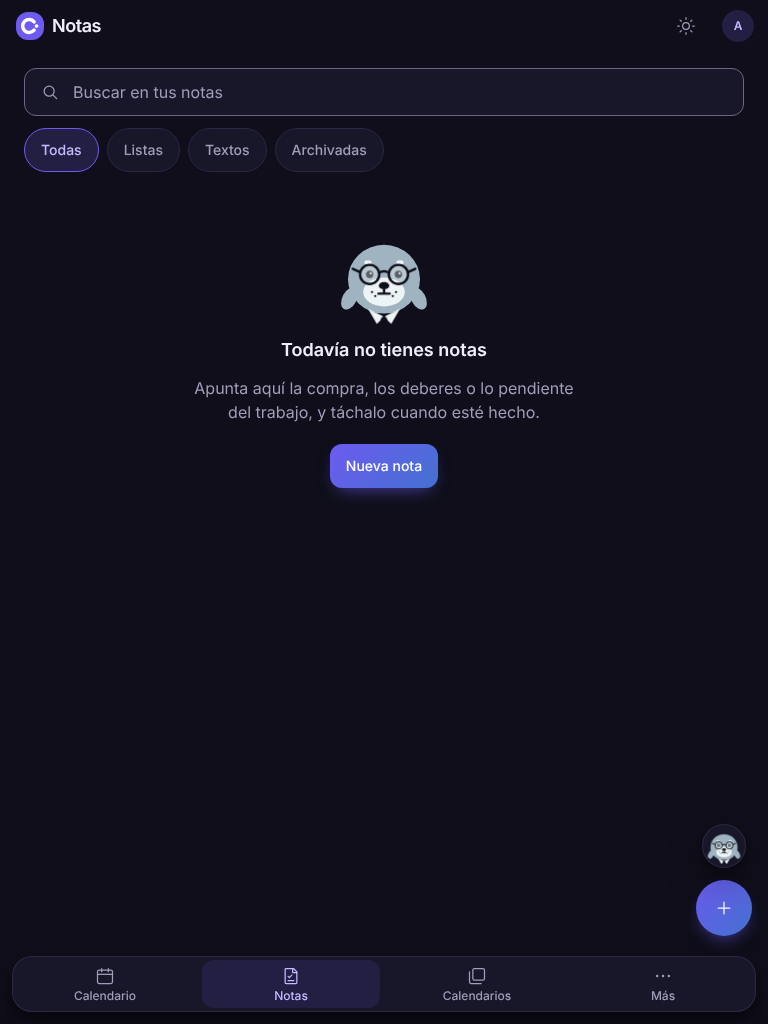 Notas
A
Buscar en tus notas
Todas
Listas
Textos
Archivadas
Todavía no tienes notas
Apunta aquí la compra, los deberes o lo pendiente
del trabajo, y táchalo cuando esté hecho.
Nueva nota
Calendario
Notas
Calendarios
Más